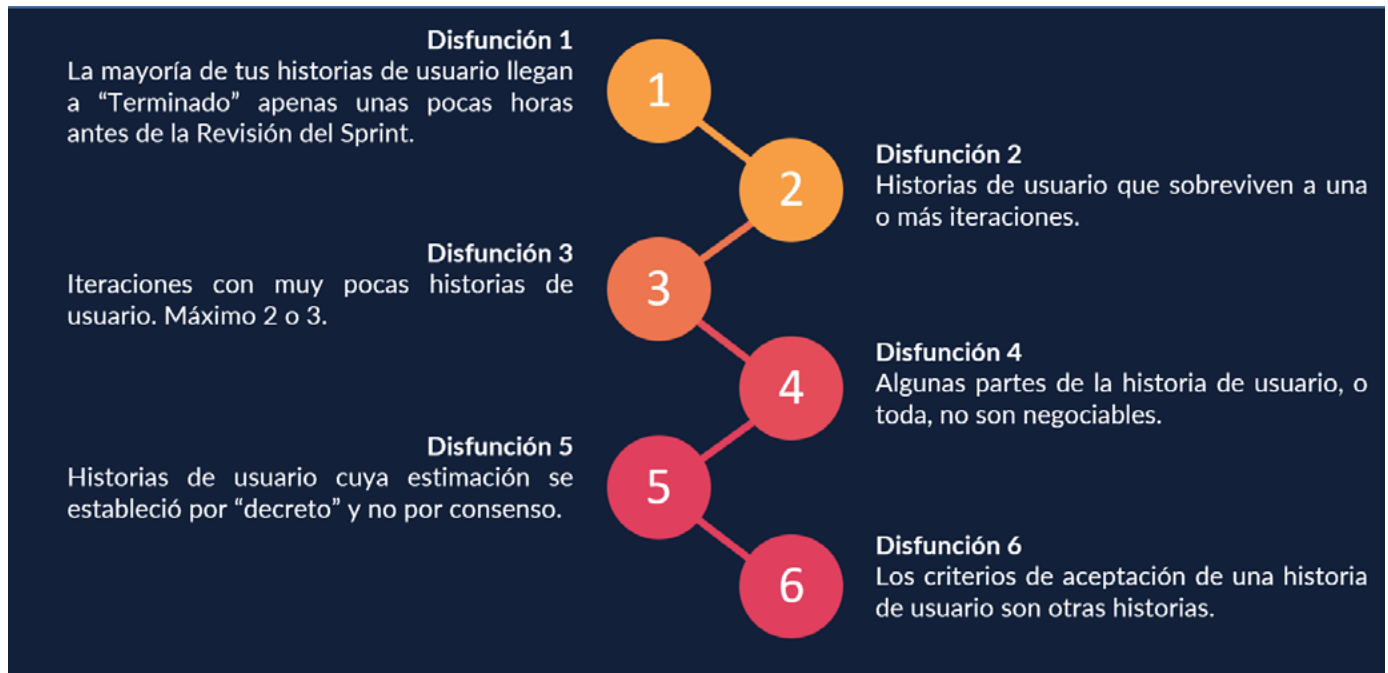 Disfunción 1
La mayoría de tus historias de usuario llegan
a “Terminado” apenas unas pocas horas
antes de la Revisión del Sprint.
1
2
Disfunción 2
Historias de usuario que sobreviven a una
o más iteraciones.
Disfunción 3
Iteraciones con muy pocas historias de
usuario. Máximo 2 o 3.
3
4
Disfunción 4
Algunas partes de la historia de usuario, o
toda, no son negociables.
Disfunción 5
Historias de usuario cuya estimación se
estableció por “decreto” y no por consenso.
5
6
Disfunción 6
Los criterios de aceptación de una historia
de usuario son otras historias.